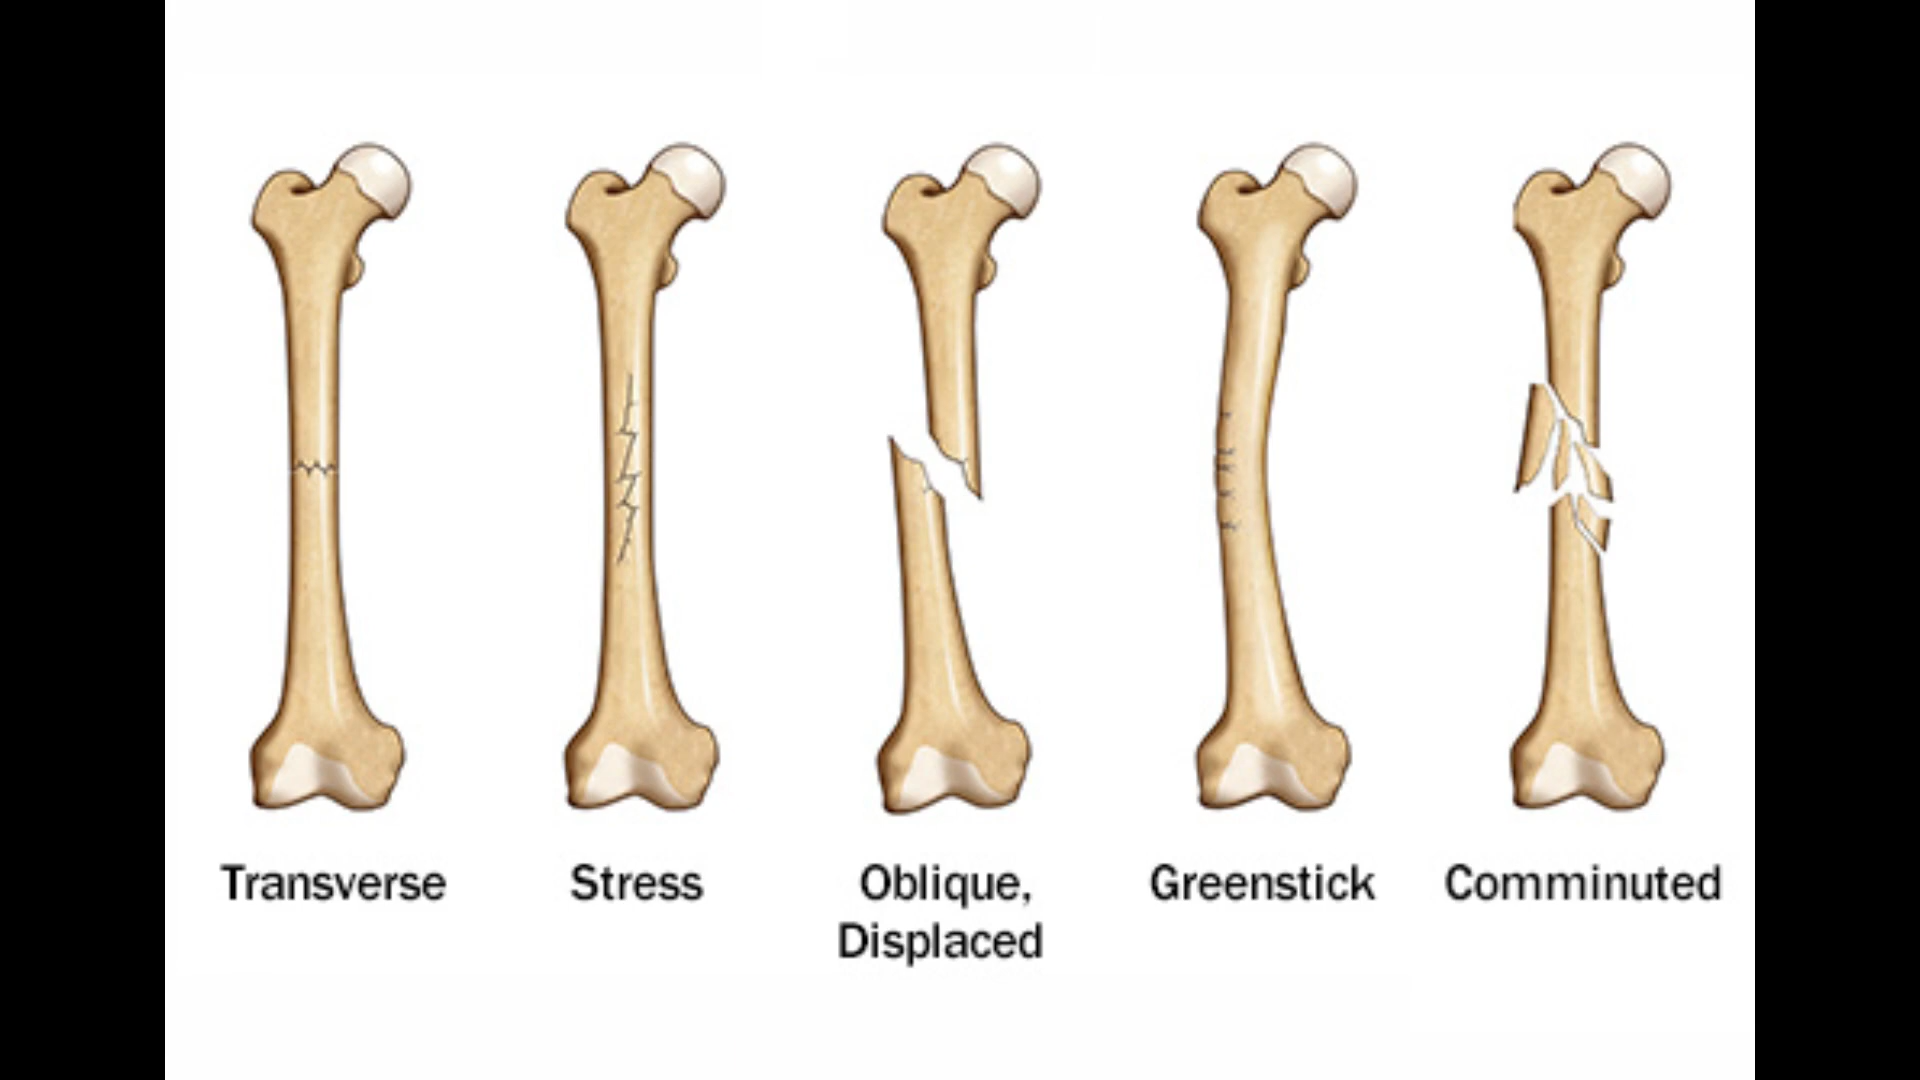 Transverse
Stress
Oblique,
Displaced
Greenstick
Comminuted